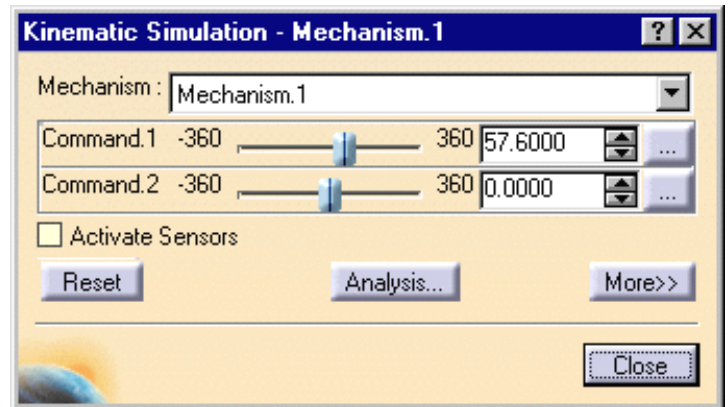 Kinematic Simulation - Mechanism.1 ? X
Mechanism : Mechanism.1
Command.1 -360 360 57.6000 ...
Command.2 -360 360 0.0000 ...
Activate Sensors
Reset Analysis... More>>
Close